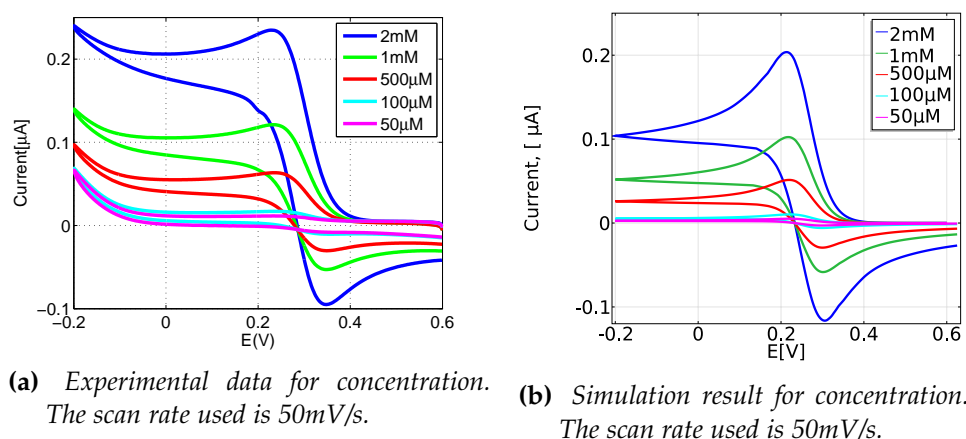 0.2
0.1
0
−0.1
−0.2
0
0.2
0.4
0.6
Current[µA]
E(V)
2mM
1mM
500µM
100µM
50µM
(a) Experimental data for concentration.
The scan rate used is 50mV/s.
0.2
0.1
0
-0.1
-0.2
0
0.2
0.4
0.6
Current, [ µA]
E[V]
2mM
1mM
500µM
100µM
50µM
(b) Simulation result for concentration.
The scan rate used is 50mV/s.